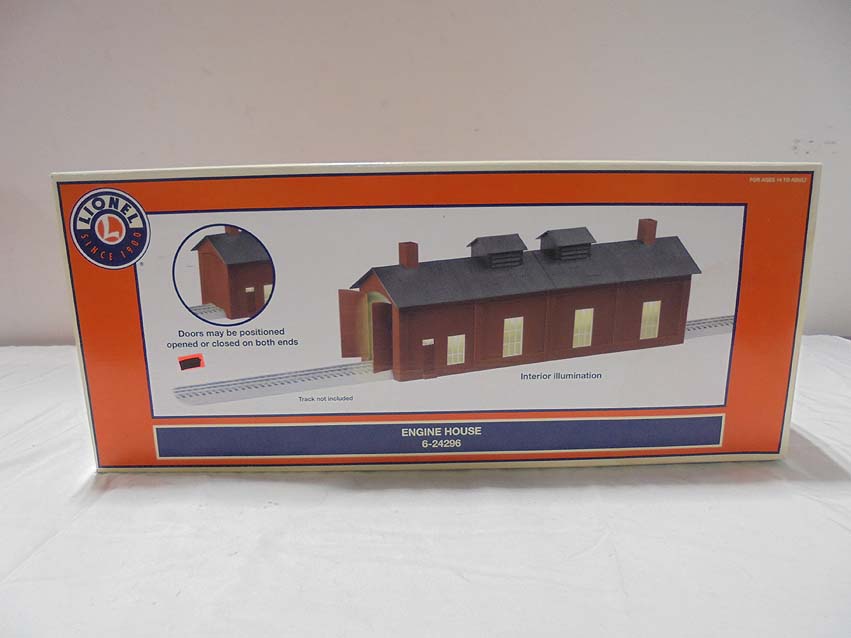 FOR AGES 14 TO ADULT
LIONEL
L
SINCE 1900
®
Doors may be positioned
opened or closed on both ends
Interior illumination
Track not included
ENGINE HOUSE
6-24296